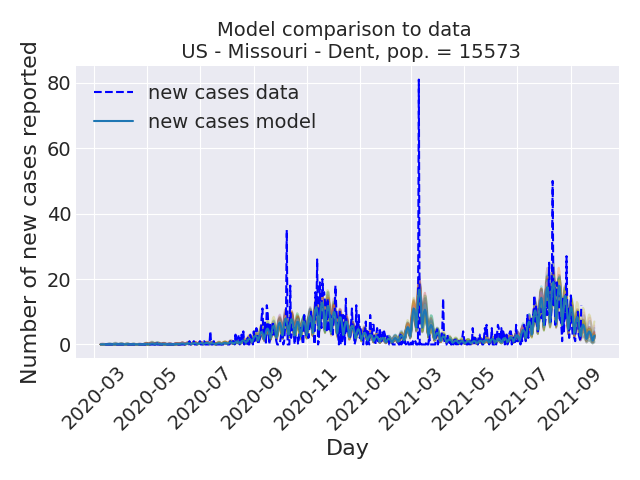 Model comparison to data
US - Missouri - Dent, pop. = 15573
new cases data
new cases model
Number of new cases reported
80
60
40
20
0
2020-03
2020-05
2020-07
2020-09
2020-11
2021-01
2021-03
2021-05
2021-07
2021-09
Day